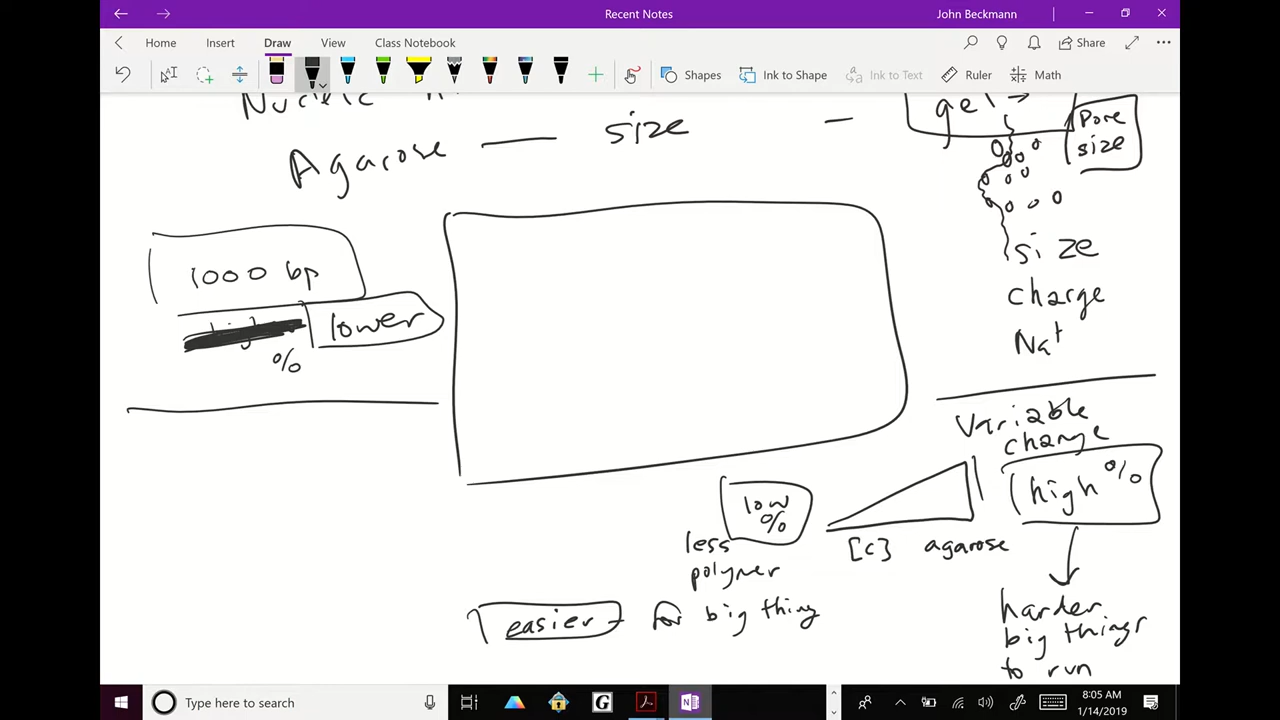 Recent Notes
John Beckmann
Home Insert Draw View Class Notebook
Share
Shapes Ink to Shape Ink to Text Ruler Math
Nucleic
Agarose — size -
gel →
Pore
size
1000 bp
lower
%
size
charge
Na+
Variable
change
high %
low
%
less
polymer
[c] agarose
easier - for big thing
harder
big things
to run
Type here to search
8:05 AM
1/14/2019